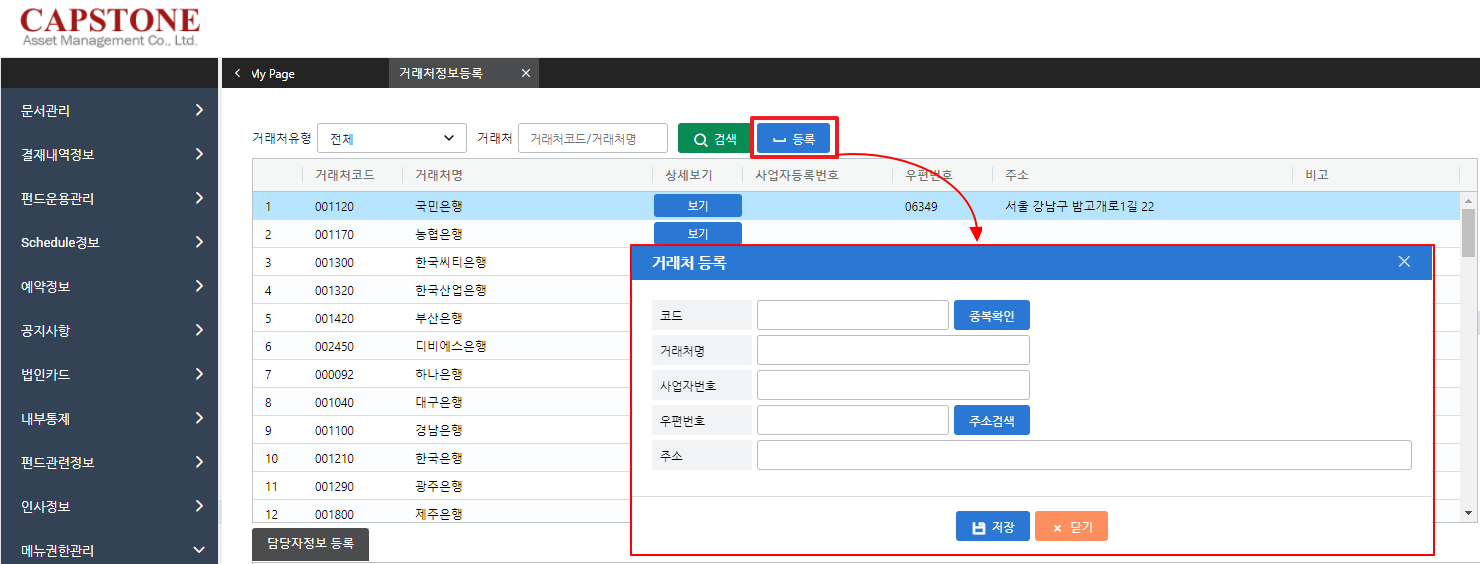 CAPSTONE
Asset Management Co., Ltd.
My Page
거래처정보등록
문서관리
결재내역정보
펀드운용관리
Schedule정보
예약정보
공지사항
법인카드
내부통제
펀드관련정보
인사정보
메뉴권한관리
거래처유형 전체 거래처 거래처코드/거래처명 검색 등록
거래처코드 거래처명 상세보기 사업자등록번호 우편번호 주소 비고
1 001120 국민은행 보기 06349 서울 강남구 밤고개로1길 22
2 001170 농협은행 보기
3 001300 한국씨티은행
4 001320 한국산업은행
5 001420 부산은행
6 002450 디비에스은행
7 000092 하나은행
8 001040 대구은행
9 001100 경남은행
10 001210 한국은행
11 001290 광주은행
12 001800 제주은행
담당자정보 등록
거래처 등록
코드 중복확인
거래처명
사업자번호
우편번호 주소검색
주소
저장 닫기